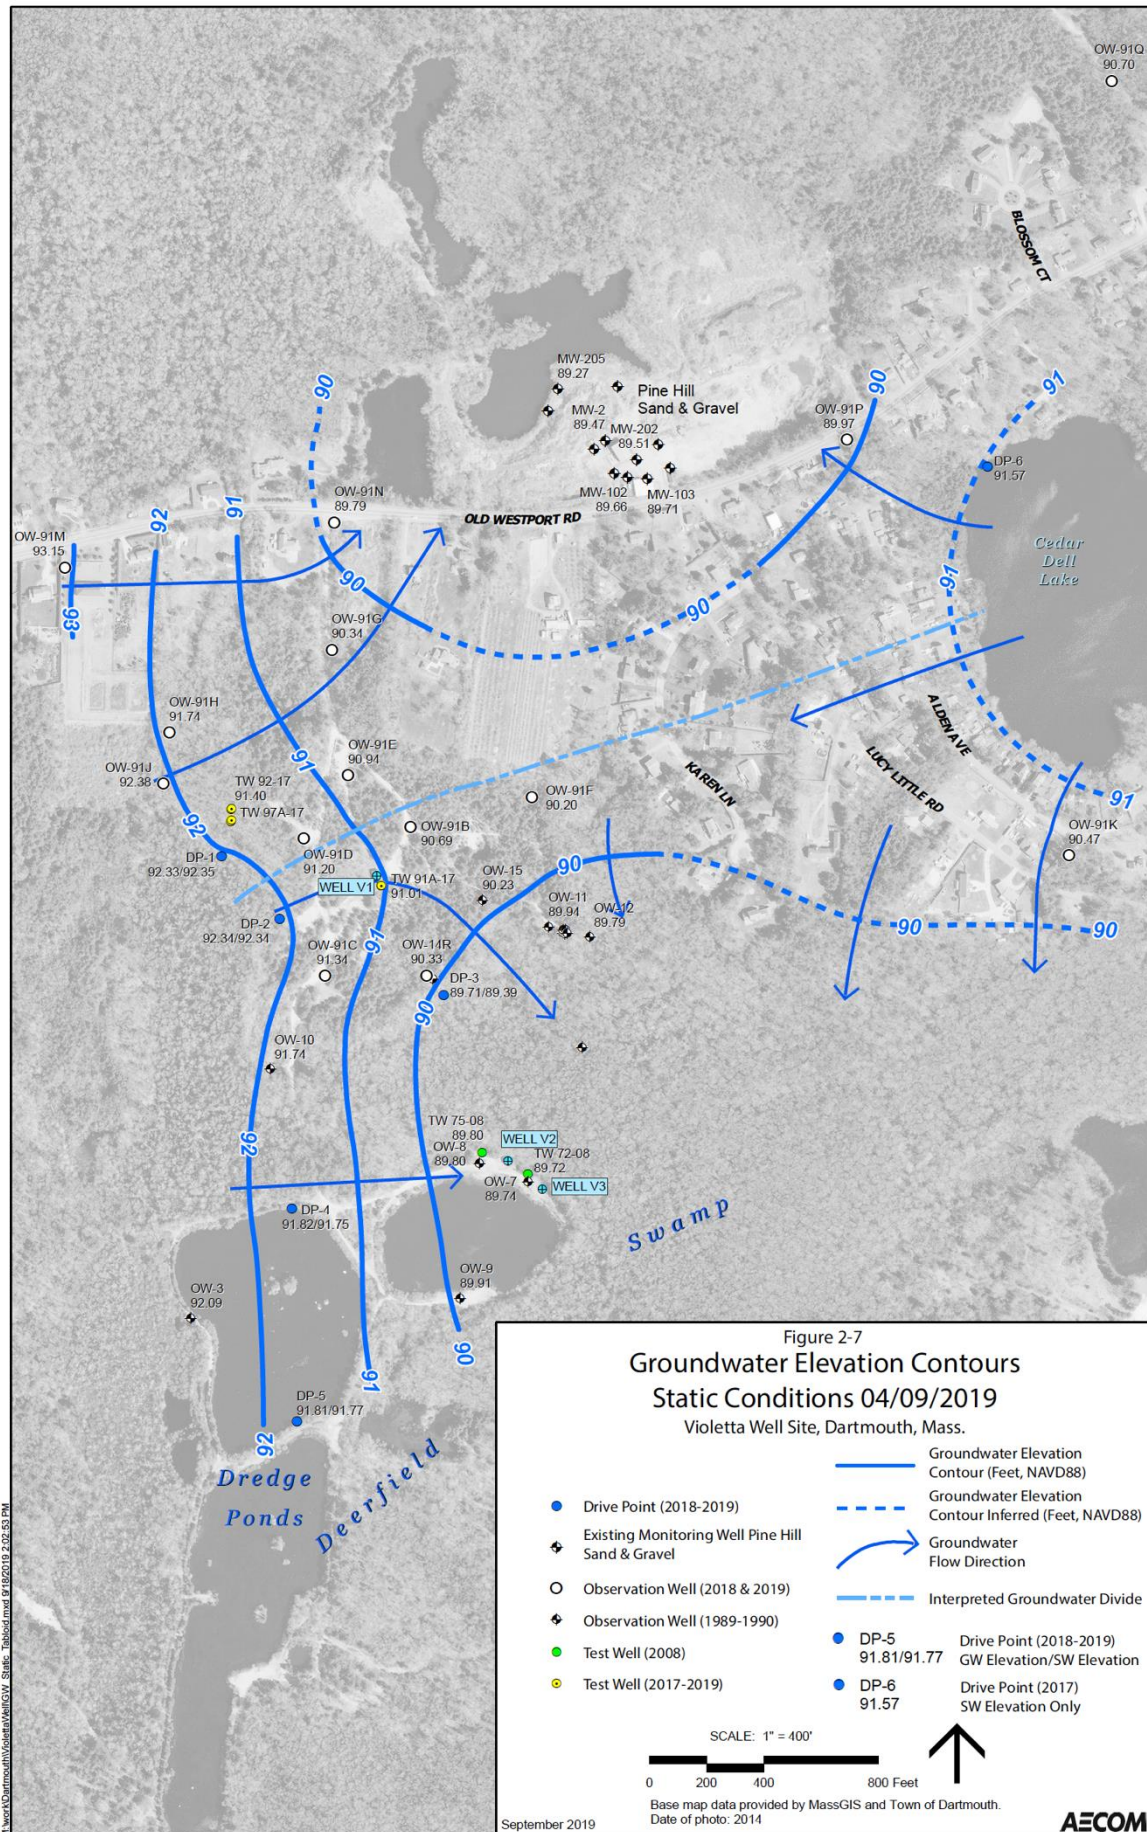 OW-91Q
90.70
BLOSSOM CT
MW-205
89.27
Pine Hill
Sand & Gravel
MW-2
89.47
MW-202
89.51
MW-102
89.66
MW-103
89.71
90
90
91
OW-91P
89.97
DP-6
91.57
OW-91N
89.79
OLD WESTPORT RD
92
91
OW-91M
93.15
Cedar
Dell
Lake
93
90
90
91
OW-91G
90.34
OW-91H
91.74
ALDEN AVE
OW-91J
92.38
91
OW-91E
90.94
KAREN LN
LUCY LITTLE RD
TW 92-17
91.40
TW 97A-17
OW-91F
90.20
91
92
OW-91B
90.69
OW-91K
90.47
DP-1
92.33/92.35
OW-91D
91.20
WELL V1
TW 91A-17
91.01
OW-15
90.23
90
OW-11
89.94
OW-12
89.79
DP-2
92.34/92.34
90
90
OW-91C
91.34
91
OW-14R
90.33
DP-3
89.71/89.39
90
OW-10
91.74
92
TW 75-08
89.80
OW-8
89.80
WELL V2
TW 72-08
89.72
OW-7
89.74
WELL V3
DP-4
91.82/91.75
Swamp
OW-3
92.09
OW-9
89.91
90
91
DP-5
91.81/91.77
92
Dredge
Ponds
Deerfield
Figure 2-7
Groundwater Elevation Contours
Static Conditions 04/09/2019
Violetta Well Site, Dartmouth, Mass.
Drive Point (2018-2019)
Existing Monitoring Well Pine Hill
Sand & Gravel
Observation Well (2018 & 2019)
Observation Well (1989-1990)
Test Well (2008)
Test Well (2017-2019)
Groundwater Elevation
Contour (Feet, NAVD88)
Groundwater Elevation
Contour Inferred (Feet, NAVD88)
Groundwater
Flow Direction
Interpreted Groundwater Divide
DP-5
91.81/91.77
Drive Point (2018-2019)
GW Elevation/SW Elevation
DP-6
91.57
Drive Point (2017)
SW Elevation Only
SCALE: 1" = 400'
0 200 400 800 Feet
Base map data provided by MassGIS and Town of Dartmouth.
Date of photo: 2014
September 2019
AECOM